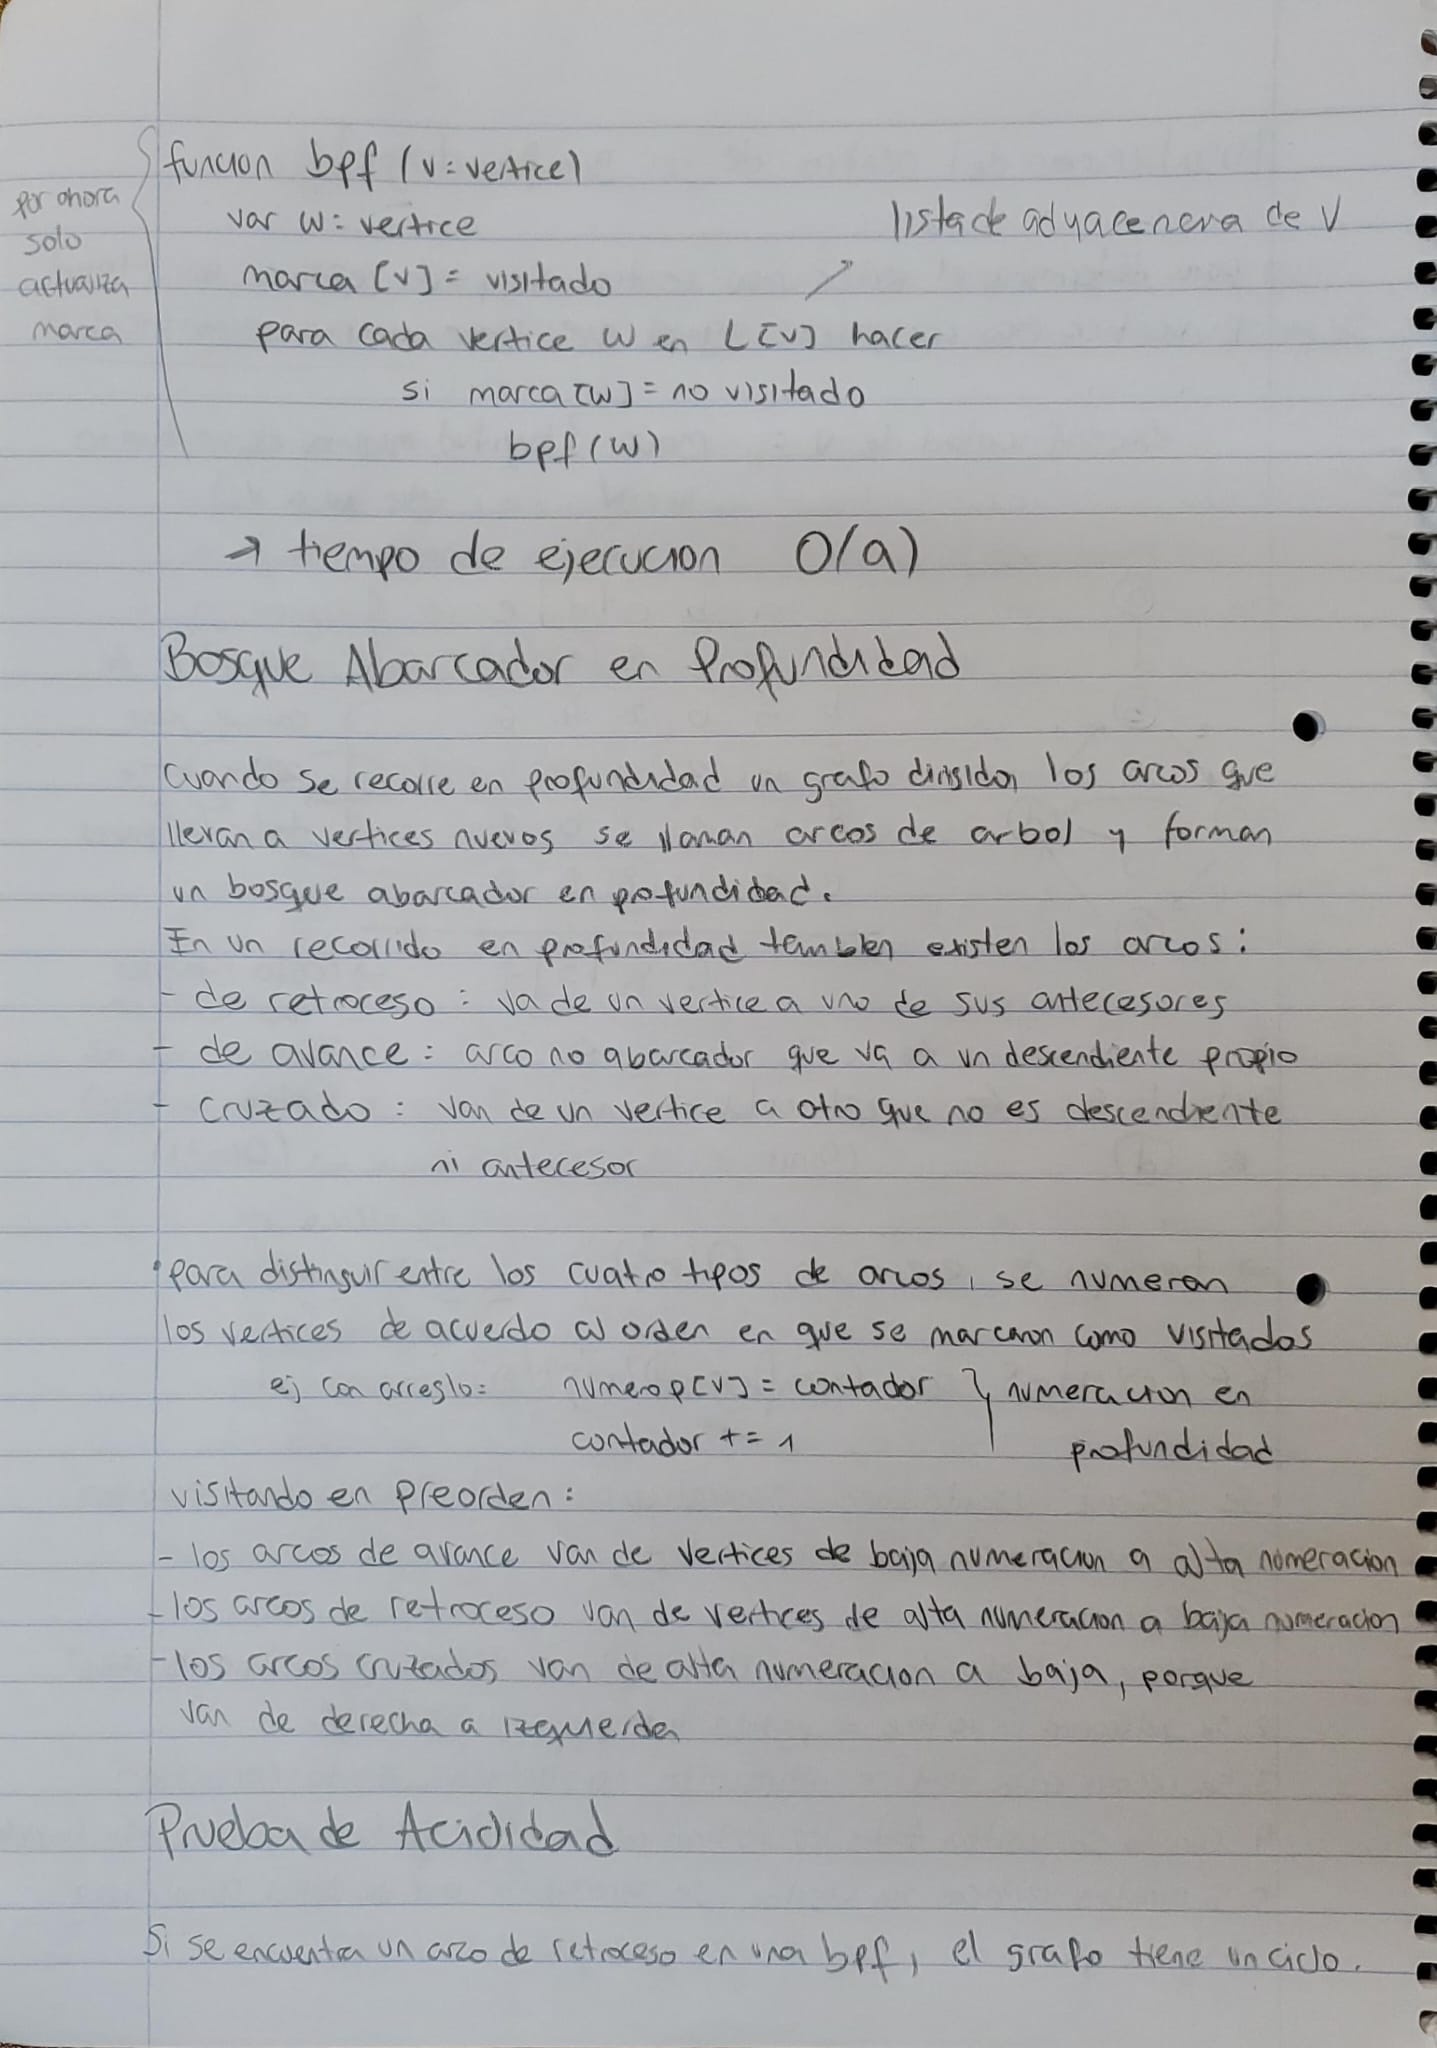 funcion bpf (v: vertice)
por ahora
solo
actualiza
marca
var w: vertice
lista de adyacencia de V
marca [v] = visitado
para cada vertice w en L[v] hacer
si marca [w] = no visitado
bpf (w)
→ tiempo de ejecucion O(a)
Bosque Abarcador en Profundidad
Cuando se recorre en profundidad un grafo dirigido, los arcos que
llevan a vertices nuevos se llaman arcos de arbol y forman
un bosque abarcador en profundidad.
En un recorrido en profundidad tambien existen los arcos:
- de retroceso : va de un vertice a uno de sus antecesores
- de avance : arco no abarcador que va a un descendiente propio
- cruzado : van de un vertice a otro que no es descendiente
ni antecesor
• para distinguir entre los cuatro tipos de arcos, se numeran
los vertices de acuerdo al orden en que se marcaron como visitados
ej con arreglo: numerop[v] = contador } numeracion en
contador += 1 profundidad
visitando en preorden:
- los arcos de avance van de vertices de baja numeracion a alta numeracion
- los arcos de retroceso van de vertices de alta numeracion a baja numeracion
- los arcos cruzados van de alta numeracion a baja, porque
van de derecha a izquierda
Prueba de Aciclidad
Si se encuentra un arco de retroceso en una bpf, el grafo tiene un ciclo.